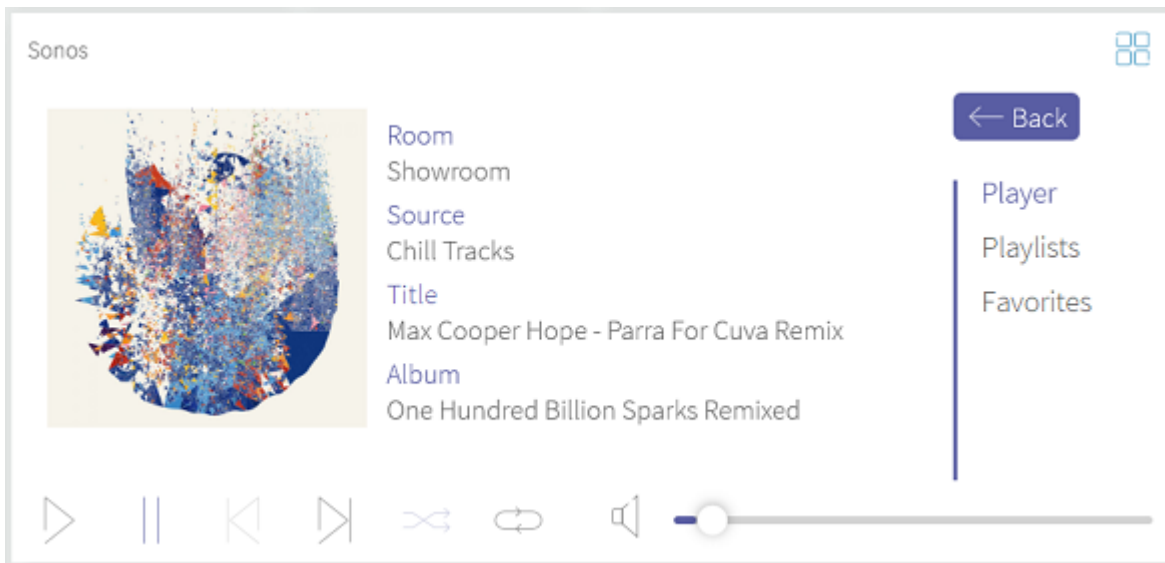 Sonos
Back
Room
Showroom
Source
Chill Tracks
Title
Max Cooper Hope - Parra For Cuva Remix
Album
One Hundred Billion Sparks Remixed
Player
Playlists
Favorites